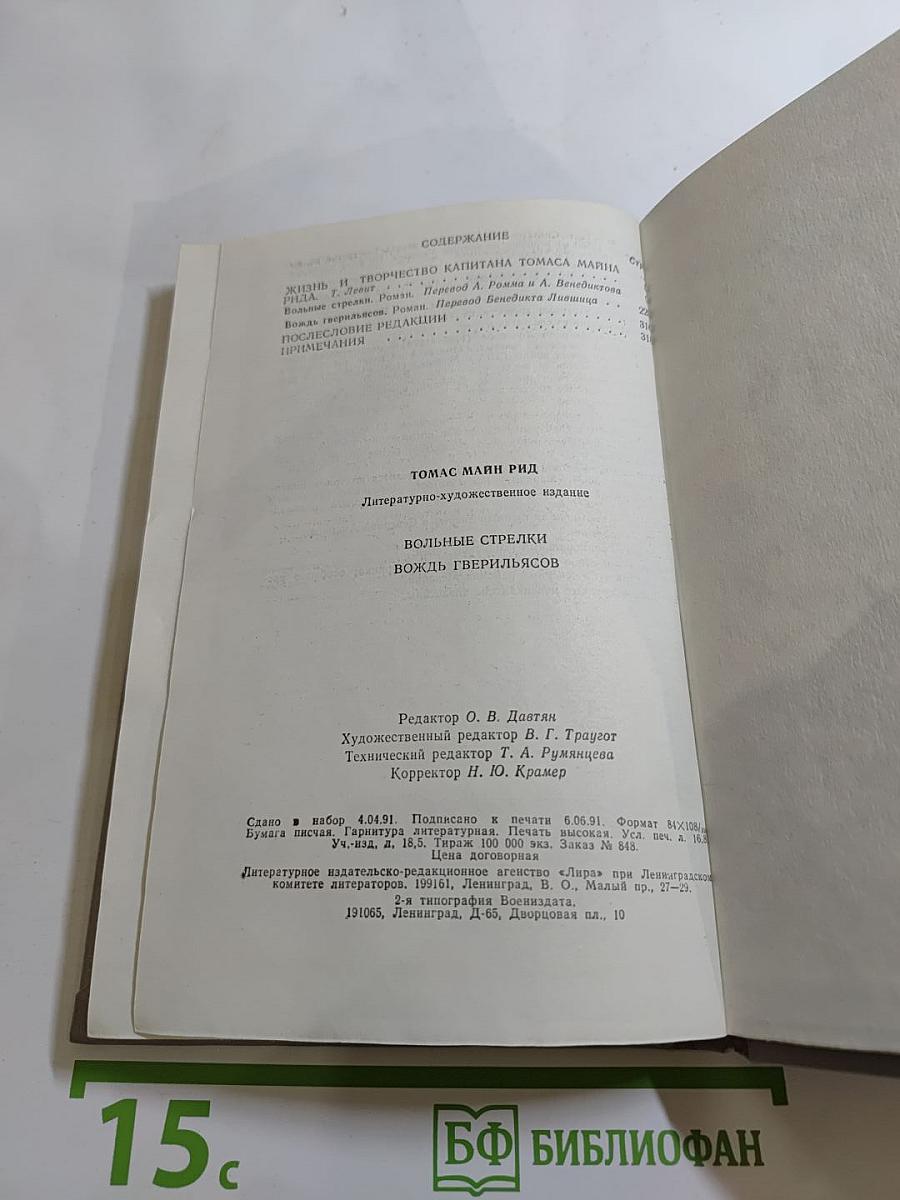 СОДЕРЖАНИЕ
ЖИЗНЬ И ТВОРЧЕСТВО КАПИТАНА ТОМАСА МАЙНА
РИДА. Т. Левит . . . . . . . . . . . . . . . . . . . .
Вольные стрелки. Роман. Перевод А. Ромма и А. Венедиктова
Вождь гверильясов. Роман. Перевод Бенедикта Лившица . .
ПОСЛЕСЛОВИЕ РЕДАКЦИИ . . . . . . . . . . . . . . .
ПРИМЕЧАНИЯ . . . . . . . . . . . . . . . . . . . .
ТОМАС МАЙН РИД
Литературно-художественное издание
ВОЛЬНЫЕ СТРЕЛКИ
ВОЖДЬ ГВЕРИЛЬЯСОВ
Редактор О. В. Давтян
Художественный редактор В. Г. Траугот
Технический редактор Т. А. Румянцева
Корректор Н. Ю. Крамер
Сдано в набор 4.04.91. Подписано к печати 6.06.91. Формат 84×108/
Бумага писчая. Гарнитура литературная. Печать высокая. Усл. печ. л. 16,8
Уч.-изд. л. 18,5. Тираж 100 000 экз. Заказ № 848.
Цена договорная
Литературное издательско-редакционное агенство «Лира» при Ленинградском
комитете литераторов. 199161, Ленинград, В. О., Малый пр., 27—29.
2-я типография Воениздата.
191065, Ленинград, Д-65, Дворцовая пл., 10
15 с
БФ БИБЛИОФАН